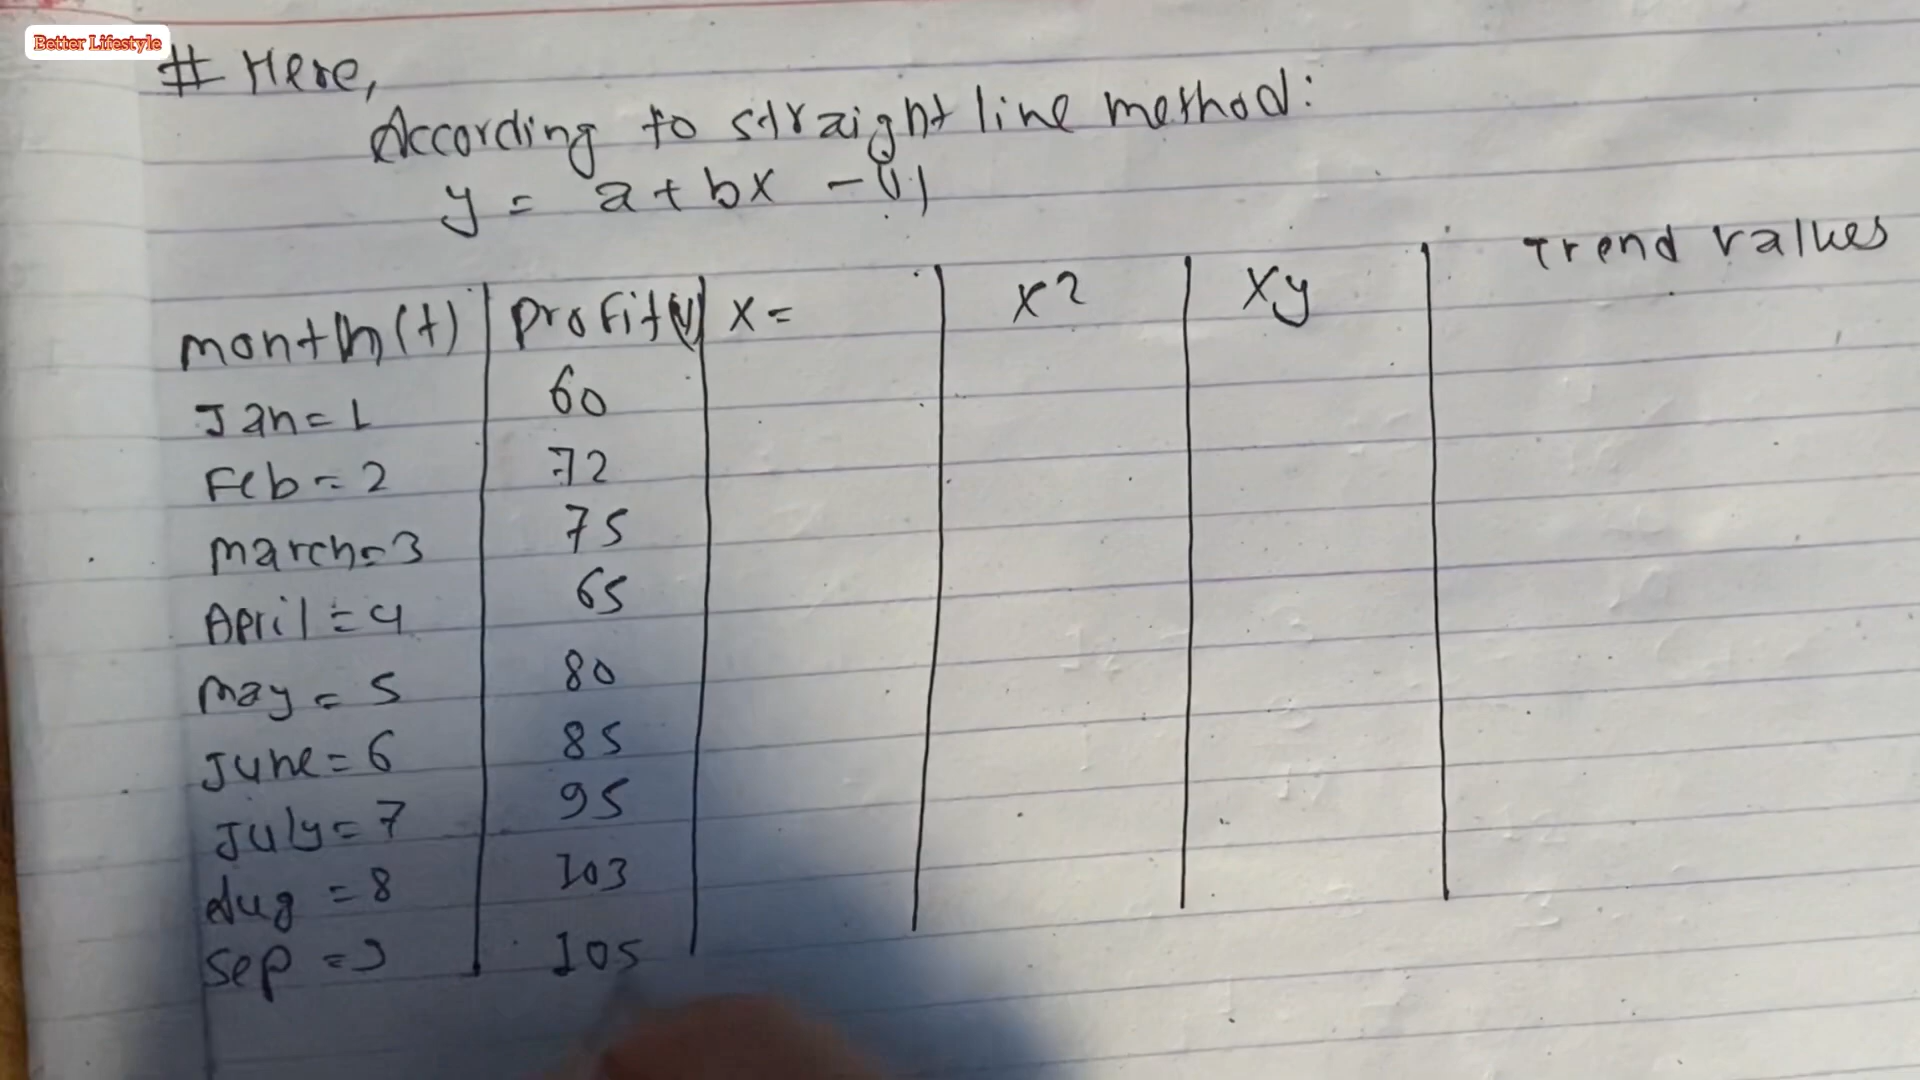 Better Lifestyle
# Here,
According to straight line method:
y = a + bx - (i)
month(t) profit(y) x = x2 xy Trend values
Jan = 1 60
Feb = 2 72
march = 3 75
April = 4 65
may = 5 80
June = 6 85
July = 7 95
Aug = 8 103
Sep = 9 105